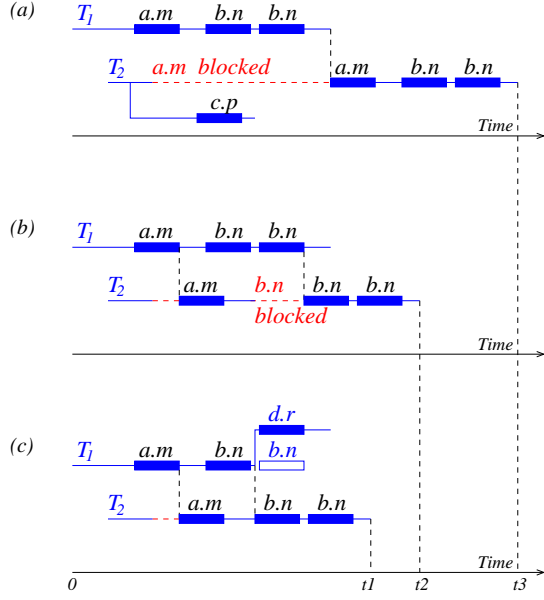 (a) T1 a.m b.n b.n
T2 a.m blocked a.m b.n b.n
c.p
Time
(b) T1 a.m b.n b.n
T2 a.m b.n b.n b.n
blocked
Time
d.r
(c) T1 a.m b.n b.n
T2 a.m b.n b.n
Time
0 t1 t2 t3